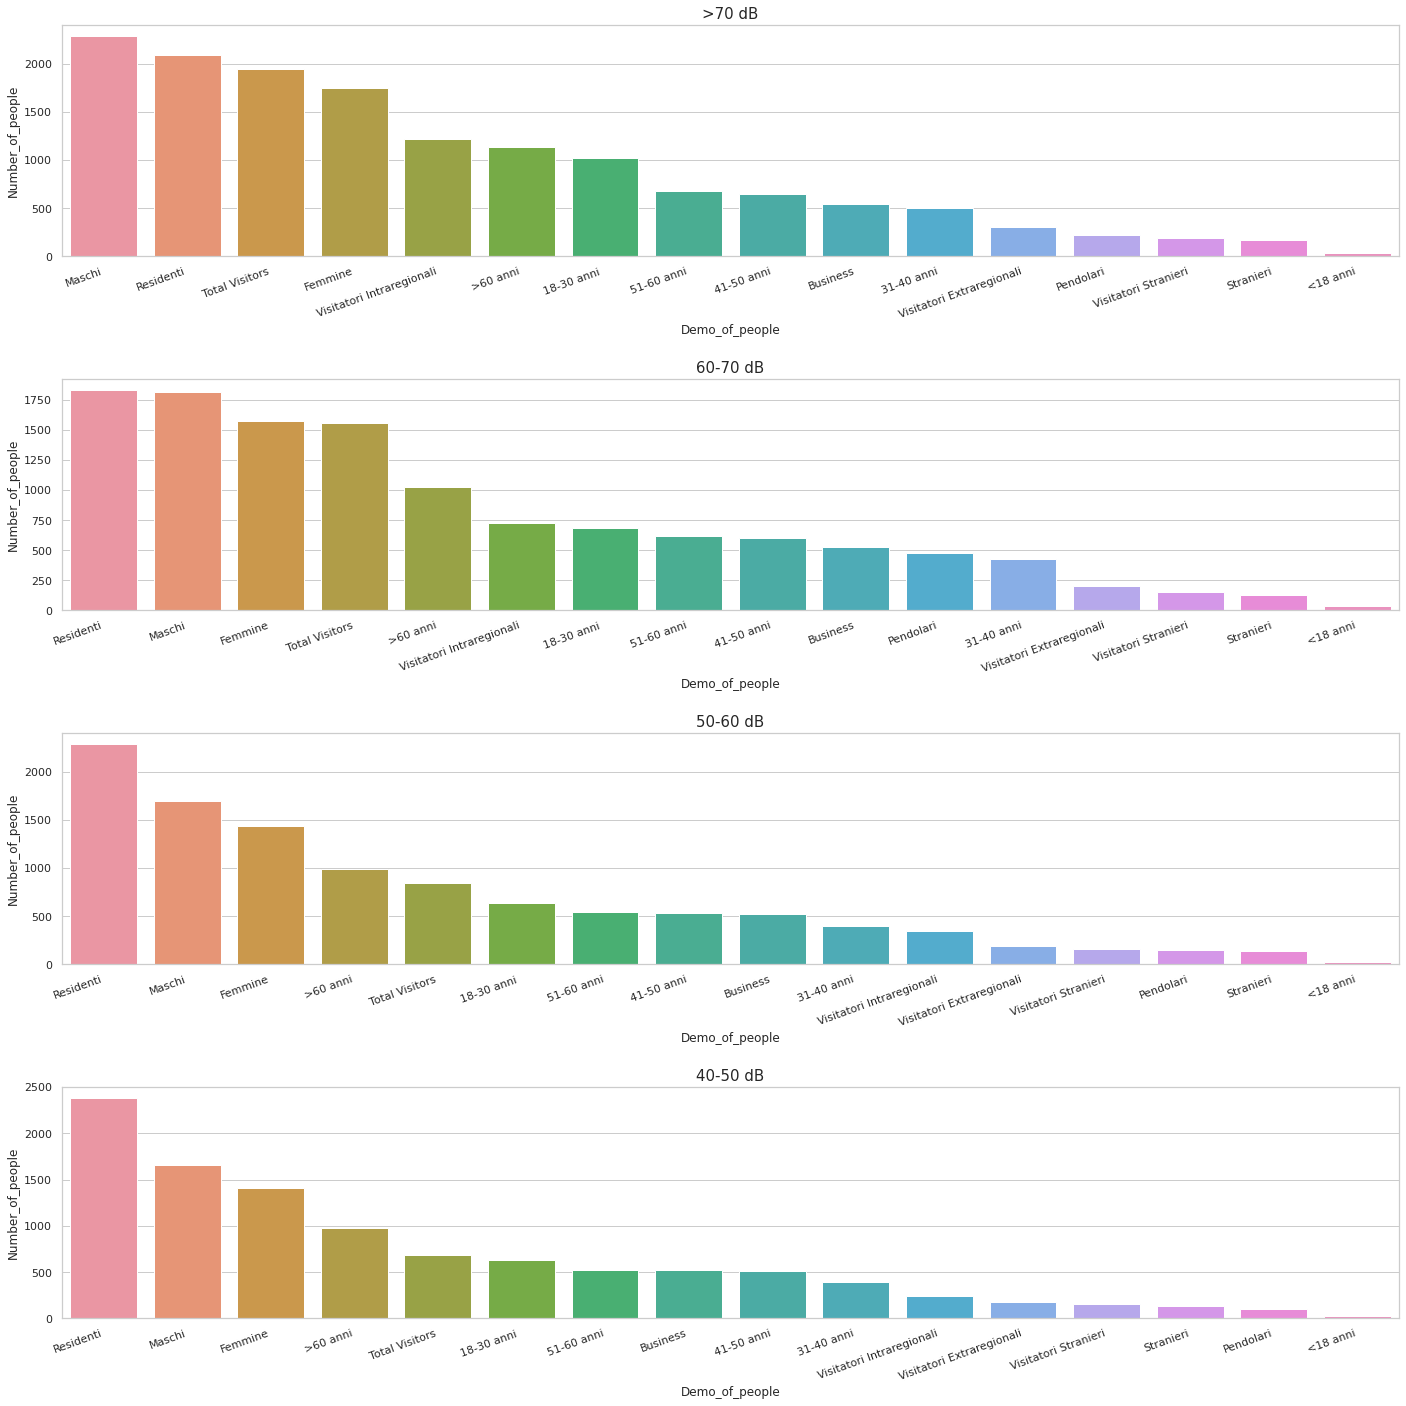 >70 dB
Number_of_people
2000
1500
1000
500
0
Maschi
Residenti
Total Visitors
Femmine
Visitatori Intraregionali
>60 anni
18-30 anni
51-60 anni
41-50 anni
Business
31-40 anni
Visitatori Extraregionali
Pendolari
Visitatori Stranieri
Stranieri
<18 anni
Demo_of_people
60-70 dB
Number_of_people
1750
1500
1250
1000
750
500
250
0
Residenti
Maschi
Femmine
Total Visitors
>60 anni
Visitatori Intraregionali
18-30 anni
51-60 anni
41-50 anni
Business
Pendolari
31-40 anni
Visitatori Extraregionali
Visitatori Stranieri
Stranieri
<18 anni
Demo_of_people
50-60 dB
Number_of_people
2000
1500
1000
500
0
Residenti
Maschi
Femmine
>60 anni
Total Visitors
18-30 anni
51-60 anni
41-50 anni
Business
31-40 anni
Visitatori Intraregionali
Visitatori Extraregionali
Visitatori Stranieri
Pendolari
Stranieri
<18 anni
Demo_of_people
40-50 dB
Number_of_people
2500
2000
1500
1000
500
0
Residenti
Maschi
Femmine
>60 anni
Total Visitors
18-30 anni
51-60 anni
Business
41-50 anni
31-40 anni
Visitatori Intraregionali
Visitatori Extraregionali
Visitatori Stranieri
Stranieri
Pendolari
<18 anni
Demo_of_people